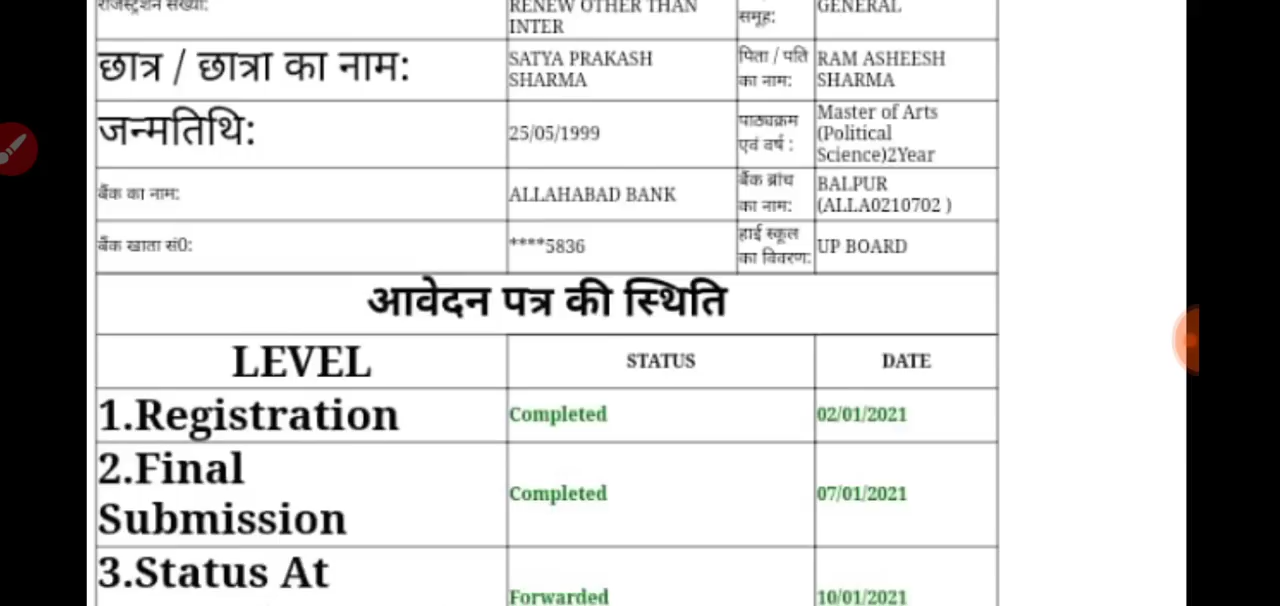 राजस्ट्रेशन संख्या:
RENEW OTHER THAN
INTER
समूह:
GENERAL
छात्र / छात्रा का नाम:
SATYA PRAKASH
SHARMA
पिता / पति
का नाम:
RAM ASHEESH
SHARMA
जन्मतिथि:
25/05/1999
पाठ्यक्रम
एवं वर्ष :
Master of Arts
(Political
Science)2Year
बैंक का नाम:
ALLAHABAD BANK
बैंक ब्रांच
का नाम:
BALPUR
(ALLA0210702 )
बैंक खाता सं0:
****5836
हाई स्कूल
का विवरण:
UP BOARD
आवेदन पत्र की स्थिति
LEVEL
STATUS
DATE
1.Registration
Completed
02/01/2021
2.Final
Submission
Completed
07/01/2021
3.Status At
Forwarded
10/01/2021